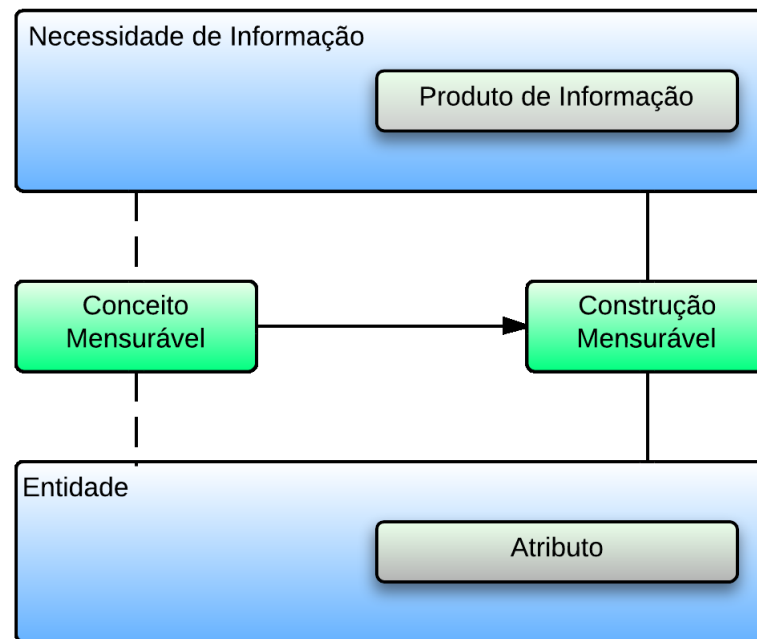 Necessidade de Informação
Produto de Informação
Conceito
Mensurável
Construção
Mensurável
Entidade
Atributo